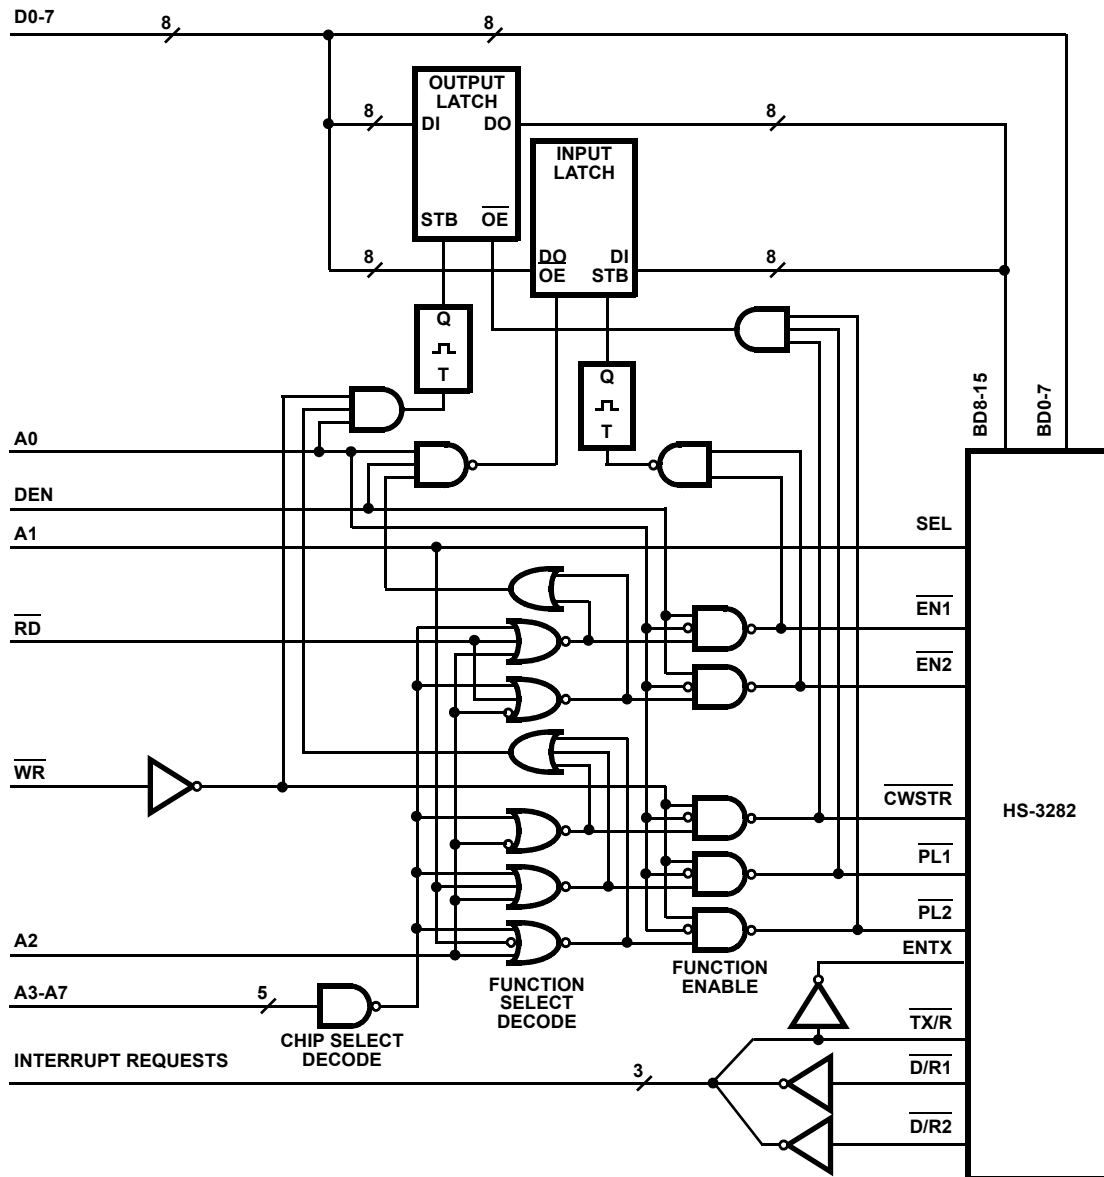 D0-7
8
8
OUTPUT
LATCH
8
DI
DO
8
INPUT
LATCH
STB
OE
8
DO
DI
8
OE
STB
Q
T
Q
T
BD8-15
BD0-7
A0
DEN
SEL
A1
EN1
RD
EN2
WR
CWSTR
HS-3282
PL1
PL2
A2
ENTX
FUNCTION
SELECT
DECODE
FUNCTION
ENABLE
A3-A7
5
CHIP SELECT
DECODE
TX/R
INTERRUPT REQUESTS
3
D/R1
D/R2